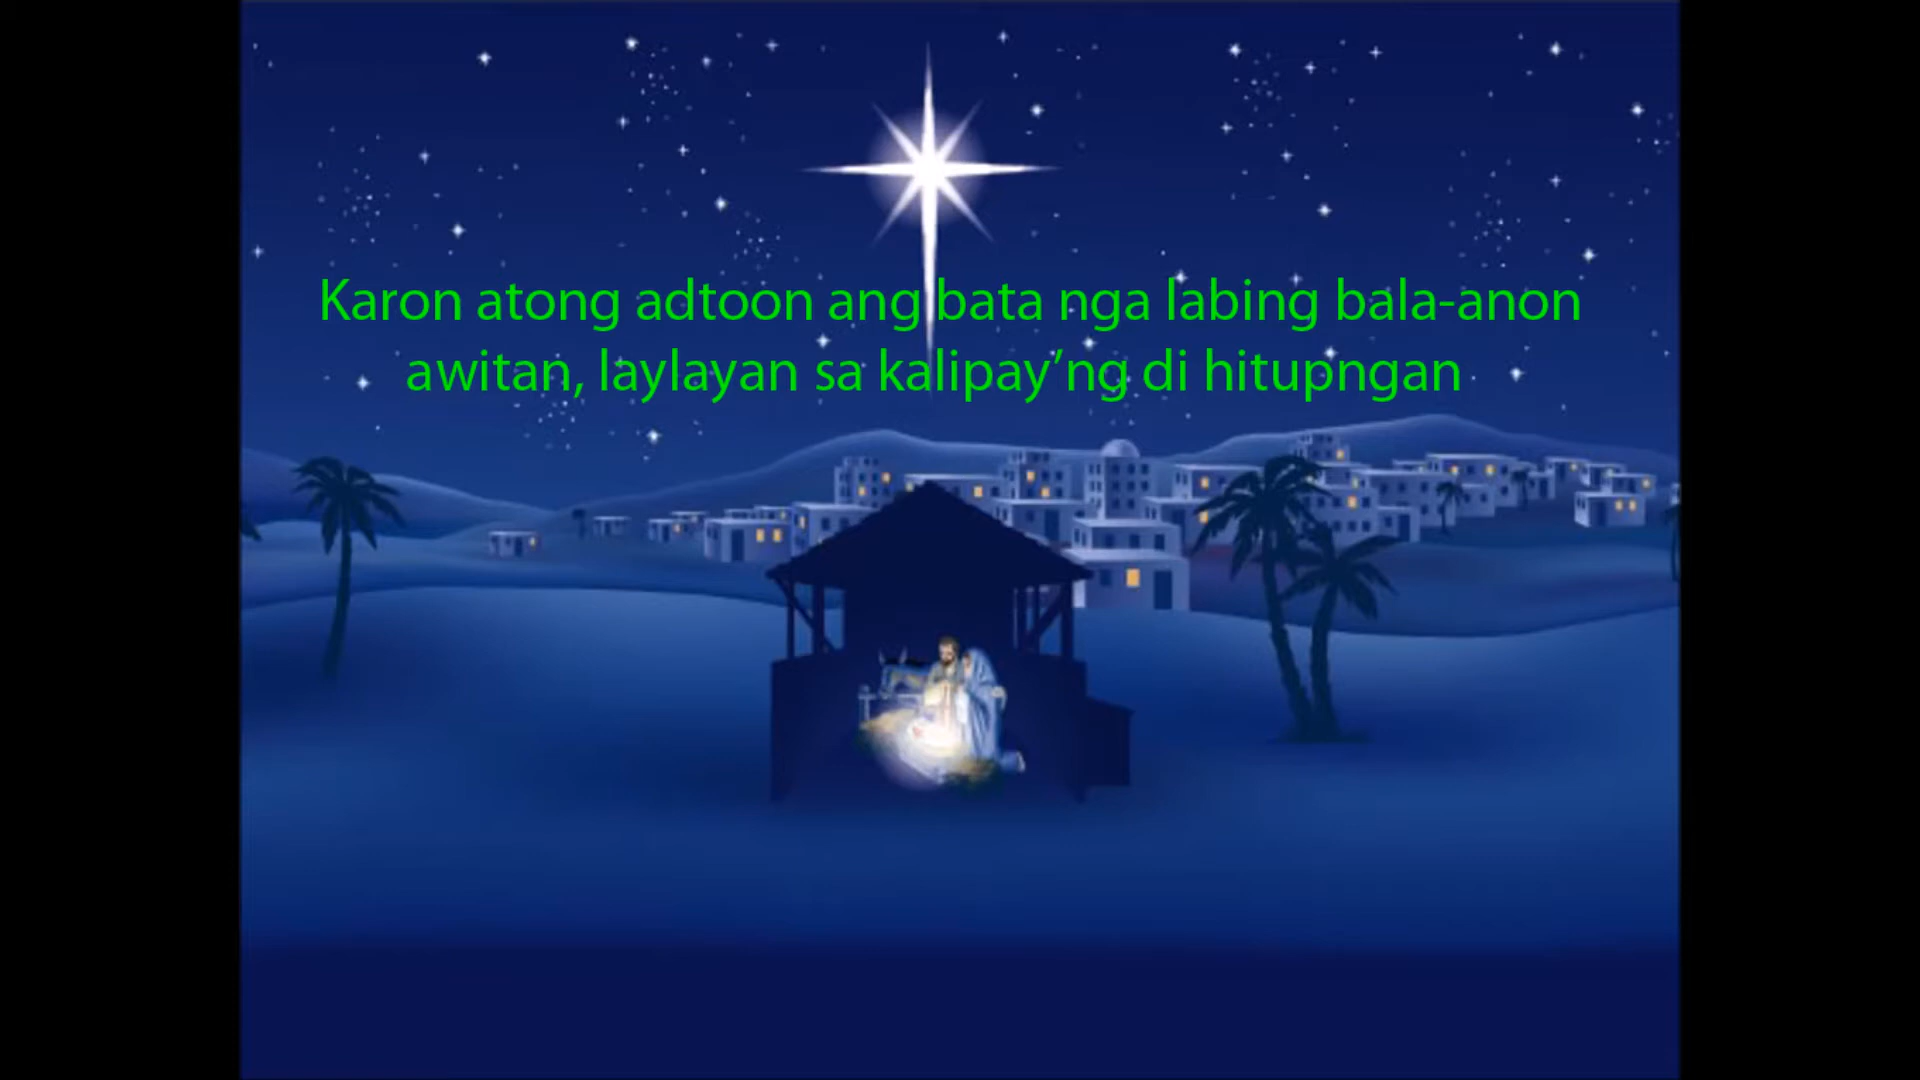 Karon atong adtoon ang bata nga labing bala-anon
awitan, laylayan sa kalipay’ng di hitupngan